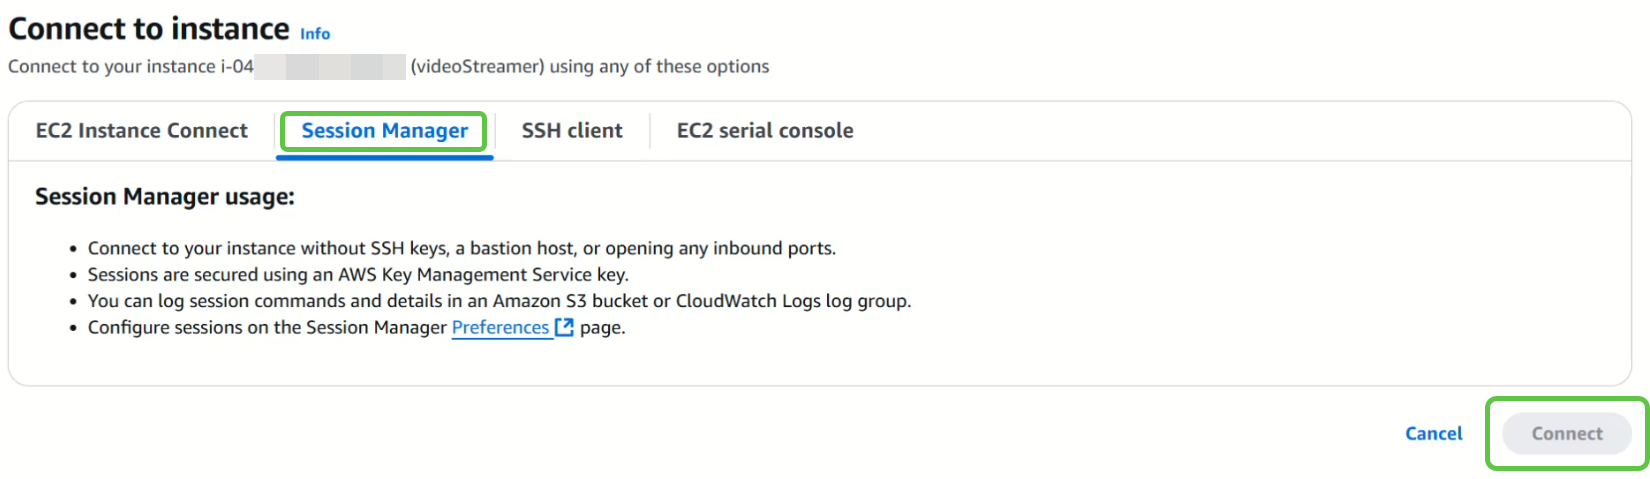 Connect to instance Info
Connect to your instance i-04 (videoStreamer) using any of these options
EC2 Instance Connect Session Manager SSH client EC2 serial console
Session Manager usage:
• Connect to your instance without SSH keys, a bastion host, or opening any inbound ports.
• Sessions are secured using an AWS Key Management Service key.
• You can log session commands and details in an Amazon S3 bucket or CloudWatch Logs log group.
• Configure sessions on the Session Manager Preferences page.
Cancel Connect